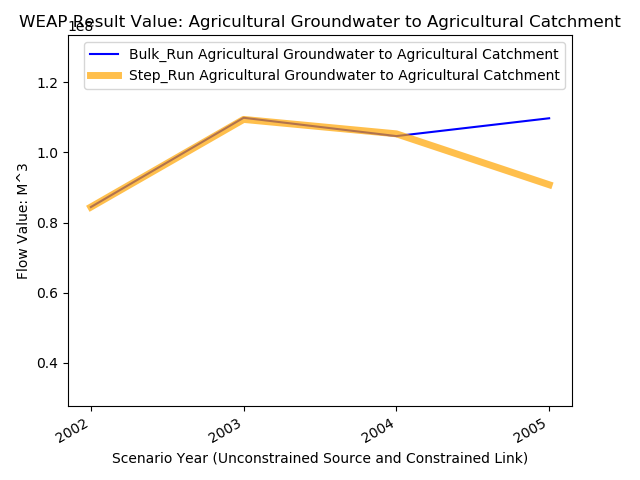 WEAP Result Value: Agricultural Groundwater to Agricultural Catchment
1e8
Bulk_Run Agricultural Groundwater to Agricultural Catchment
Step_Run Agricultural Groundwater to Agricultural Catchment
1.2
1.0
0.8
0.6
0.4
Flow Value: M^3
2002
2003
2004
2005
Scenario Year (Unconstrained Source and Constrained Link)